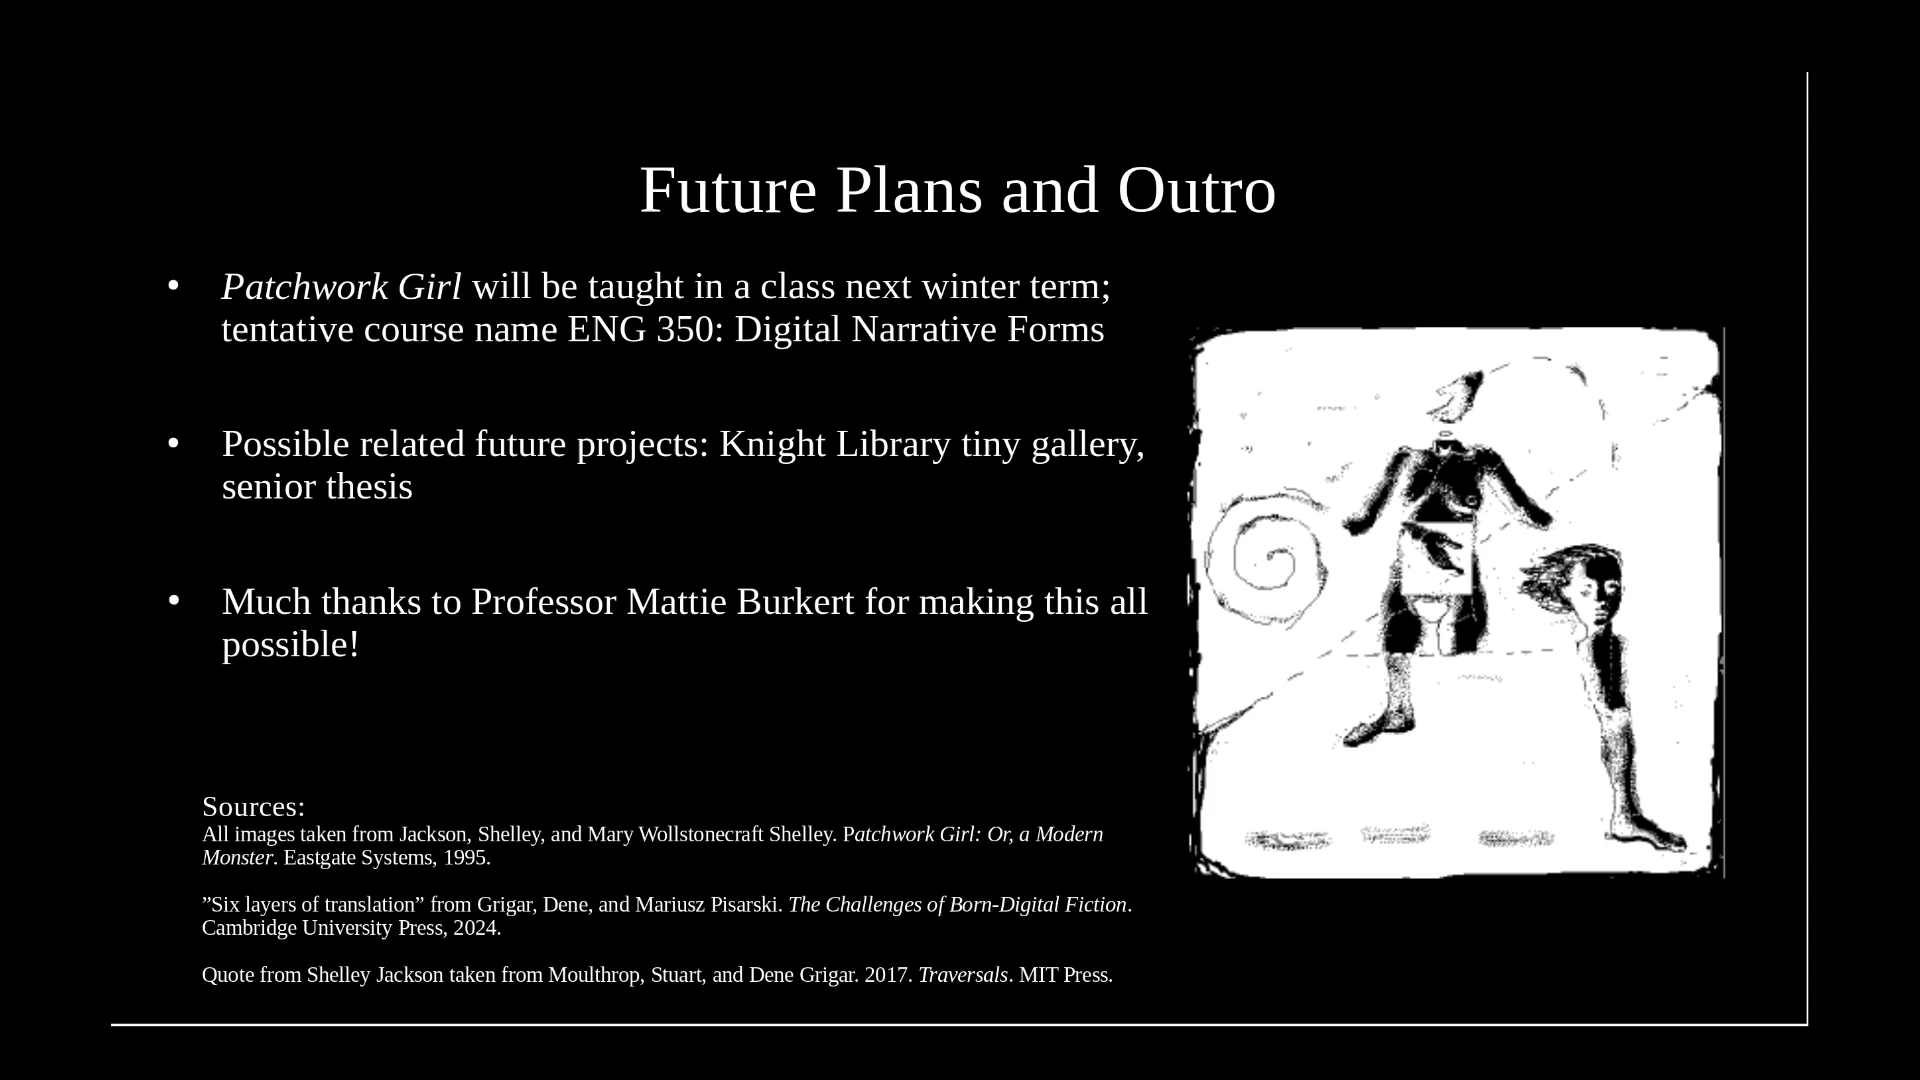 Future Plans and Outro
• Patchwork Girl will be taught in a class next winter term;
tentative course name ENG 350: Digital Narrative Forms
• Possible related future projects: Knight Library tiny gallery,
senior thesis
• Much thanks to Professor Mattie Burkert for making this all
possible!
Sources:
All images taken from Jackson, Shelley, and Mary Wollstonecraft Shelley. Patchwork Girl: Or, a Modern
Monster. Eastgate Systems, 1995.
”Six layers of translation” from Grigar, Dene, and Mariusz Pisarski. The Challenges of Born-Digital Fiction.
Cambridge University Press, 2024.
Quote from Shelley Jackson taken from Moulthrop, Stuart, and Dene Grigar. 2017. Traversals. MIT Press.